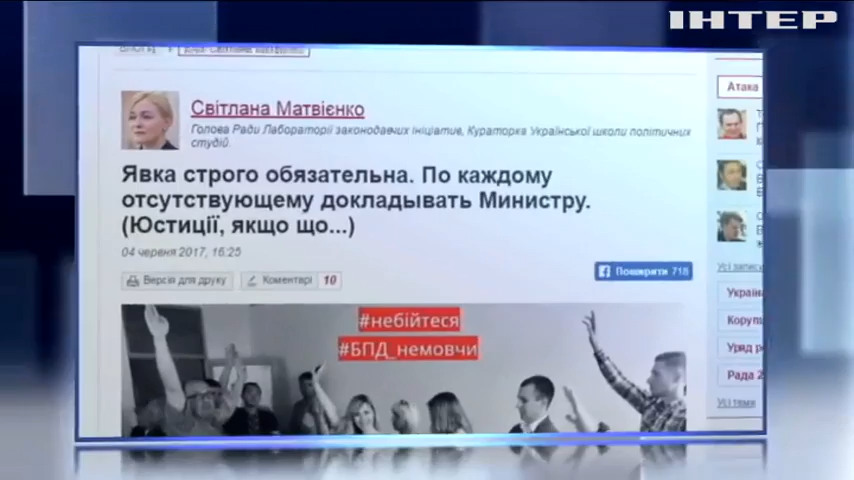 ІНТЕР
Світлана Матвієнко
Голова Ради Лабораторії законодавчих ініціатив, Кураторка Української школи політичних
студій.
Явка строго обязательна. По каждому
отсутствующему докладывать Министру.
(Юстиції, якщо що...)
04 червня 2017, 16:25
Версія для друку
Коментарі 10
Поширити 718
#небійтеся
#БПД_немовчи
Атака
Усі
Україна
Уряд
Рада 2
Усі теми